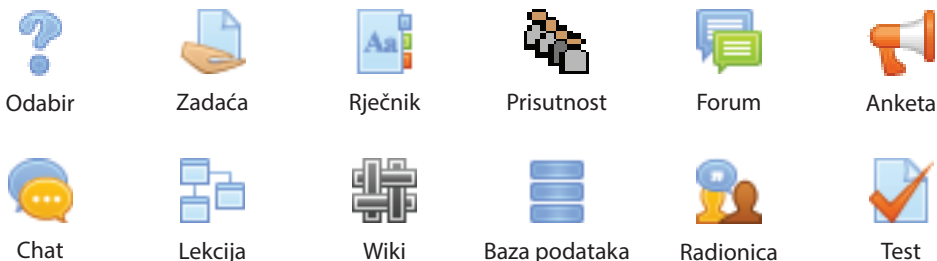 Odabir Zadaća Rječnik Prisutnost Forum Anketa
Chat Lekcija Wiki Baza podataka Radionica Test